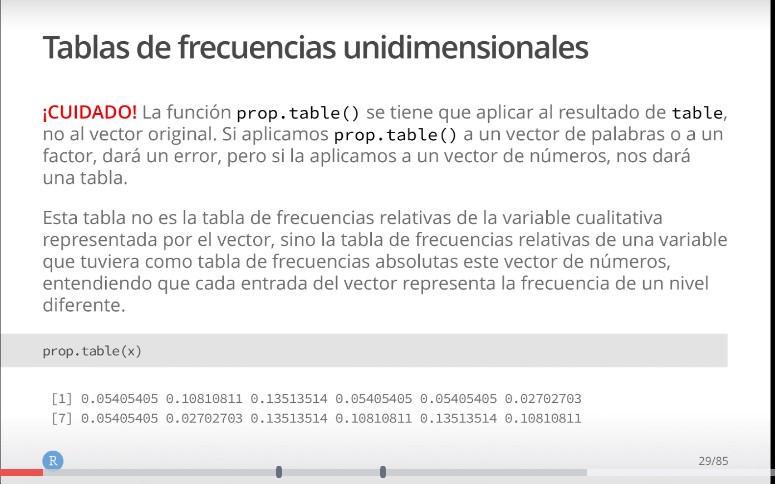 Tablas de frecuencias unidimensionales
¡CUIDADO! La función prop.table() se tiene que aplicar al resultado de table,
no al vector original. Si aplicamos prop.table() a un vector de palabras o a un
factor, dará un error, pero si la aplicamos a un vector de números, nos dará
una tabla.
Esta tabla no es la tabla de frecuencias relativas de la variable cualitativa
representada por el vector, sino la tabla de frecuencias relativas de una variable
que tuviera como tabla de frecuencias absolutas este vector de números,
entendiendo que cada entrada del vector representa la frecuencia de un nivel
diferente.
prop.table(x)
[1] 0.05405405 0.10810811 0.13513514 0.05405405 0.05405405 0.02702703
[7] 0.05405405 0.02702703 0.13513514 0.10810811 0.13513514 0.10810811
R
29/85